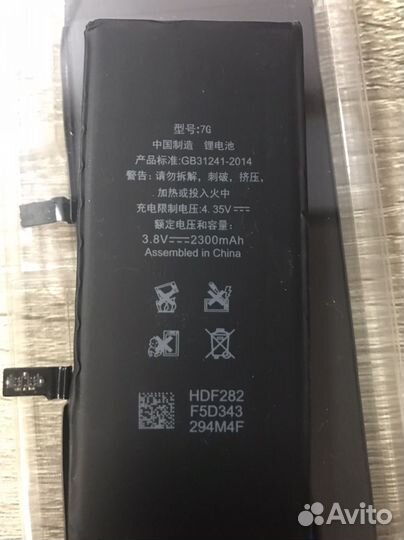 型号:7G
中国制造 锂电池
产品标准:GB31241-2014
警告:请勿拆解，刺破，挤压，
加热或投入火中
充电限制电压:4.35V⎓
额定电压和容量:
3.8V⎓2300mAh
Assembled in China
HDF282
F5D343
294M4F
Avito